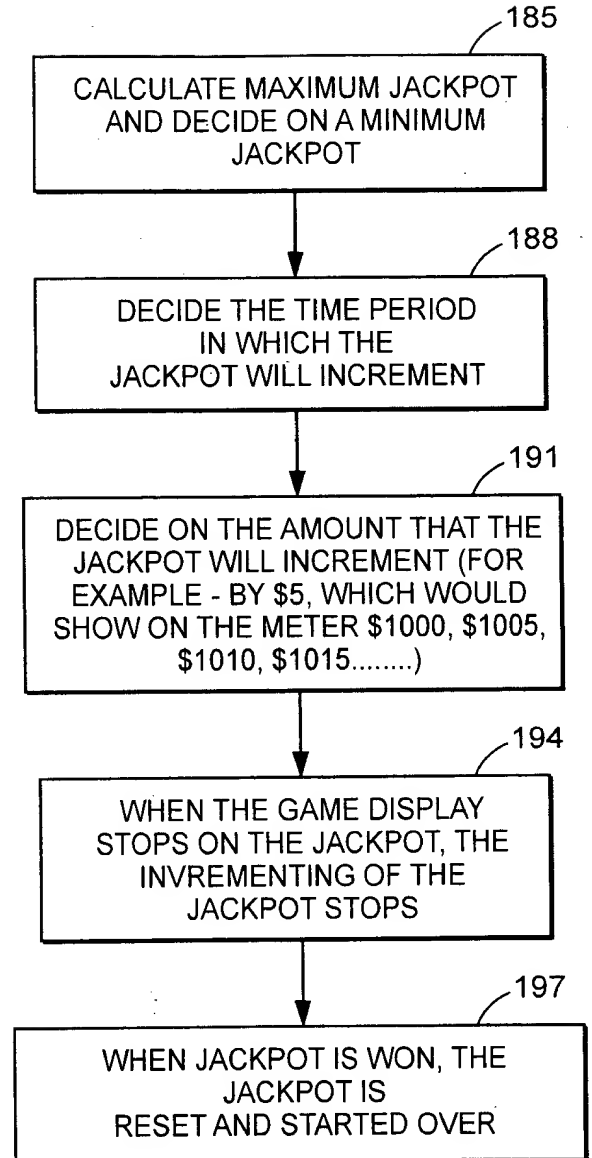 185
CALCULATE MAXIMUM JACKPOT
AND DECIDE ON A MINIMUM
JACKPOT
188
DECIDE THE TIME PERIOD
IN WHICH THE
JACKPOT WILL INCREMENT
191
DECIDE ON THE AMOUNT THAT THE
JACKPOT WILL INCREMENT (FOR
EXAMPLE - BY $5, WHICH WOULD
SHOW ON THE METER $1000, $1005,
$1010, $1015........)
194
WHEN THE GAME DISPLAY
STOPS ON THE JACKPOT, THE
INVREMENTING OF THE
JACKPOT STOPS
197
WHEN JACKPOT IS WON, THE
JACKPOT IS
RESET AND STARTED OVER